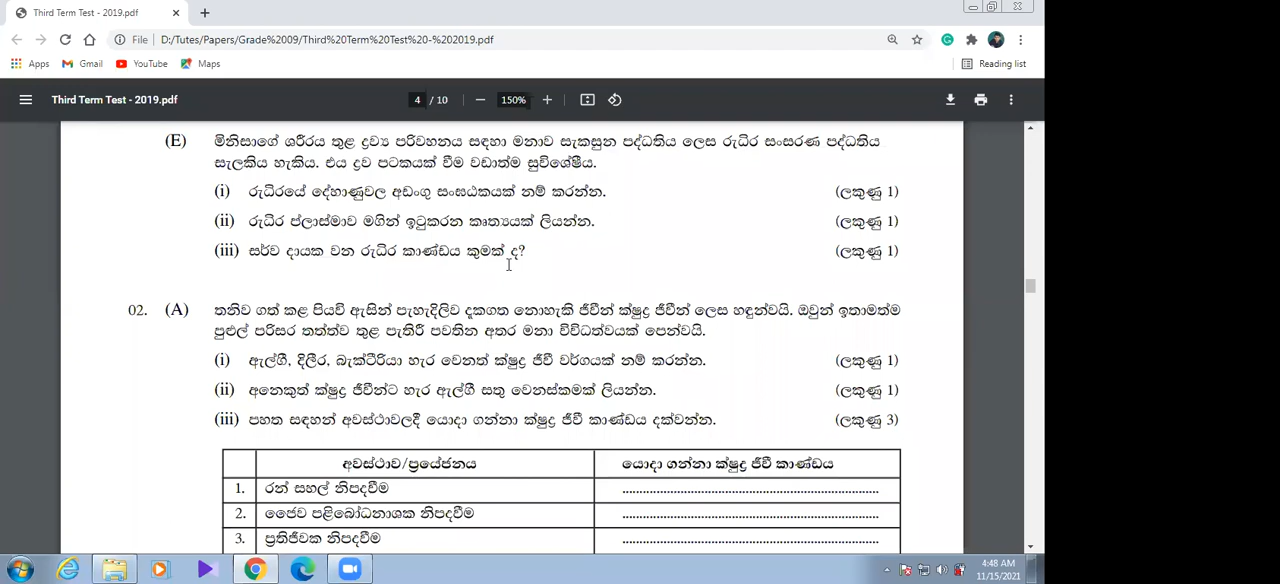 Third Term Test - 2019.pdf
File | D:/Tutes/Papers/Grade%2009/Third%20Term%20Test%20-%202019.pdf
Apps Gmail YouTube Maps Reading list
Third Term Test - 2019.pdf 4 / 10 — 150% +
(E) මිනිසාගේ ශරීරය තුළ ද්‍රව්‍ය පරිවහනය සඳහා මනාව සැකසුන පද්ධතිය ලෙස රුධිර සංසරණ පද්ධතිය
සැලකිය හැකිය. එය ද්‍රව පටකයක් වීම වඩාත්ම සුවිශේෂීය.
(i) රුධිරයේ දේහාණුවල අඩංගු සංඝඨකයක් නම් කරන්න. (ලකුණු 1)
(ii) රුධිර ප්ලාස්මාව මගින් ඉටුකරන කෘත්‍යයක් ලියන්න. (ලකුණු 1)
(iii) සර්ව දායක වන රුධිර කාණ්ඩය කුමක් ද? (ලකුණු 1)
02. (A) තනිව ගත් කළ පියවි ඇසින් පැහැදිලිව දැකගත නොහැකි ජීවීන් ක්ෂුද්‍ර ජීවීන් ලෙස හඳුන්වයි. ඔවුන් ඉතාමත්ම
පුළුල් පරිසර තත්ත්ව තුළ පැතිරී පවතින අතර මනා විවිධත්වයක් පෙන්වයි.
(i) ඇල්ගී, දිලීර, බැක්ටීරියා හැර වෙනත් ක්ෂුද්‍ර ජීවී වර්ගයක් නම් කරන්න. (ලකුණු 1)
(ii) අනෙකුත් ක්ෂුද්‍ර ජීවීන්ට හැර ඇල්ගී සතු වෙනස්කමක් ලියන්න. (ලකුණු 1)
(iii) පහත සඳහන් අවස්ථාවලදී යොදා ගන්නා ක්ෂුද්‍ර ජීවී කාණ්ඩය දක්වන්න. (ලකුණු 3)
අවස්ථාව/ප්‍රයෝජනය යොදා ගන්නා ක්ෂුද්‍ර ජීවී කාණ්ඩය
1. රන් සහල් නිපදවීම ....................
2. ජෛව පළිබෝධනාශක නිපදවීම ....................
3. ප්‍රතිජීවක නිපදවීම ....................
4:48 AM
11/15/2021